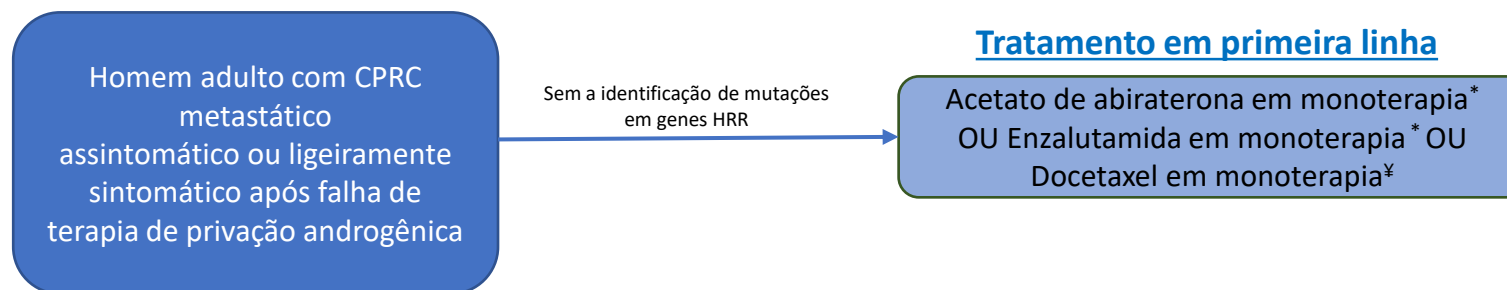 Homem adulto com CPRC
metastático
assintomático ou ligeiramente
sintomático após falha de
terapia de privação androgênica
Sem a identificação de mutações
em genes HRR
Tratamento em primeira linha
Acetato de abiraterona em monoterapia*
OU Enzalutamida em monoterapia * OU
Docetaxel em monoterapia¥